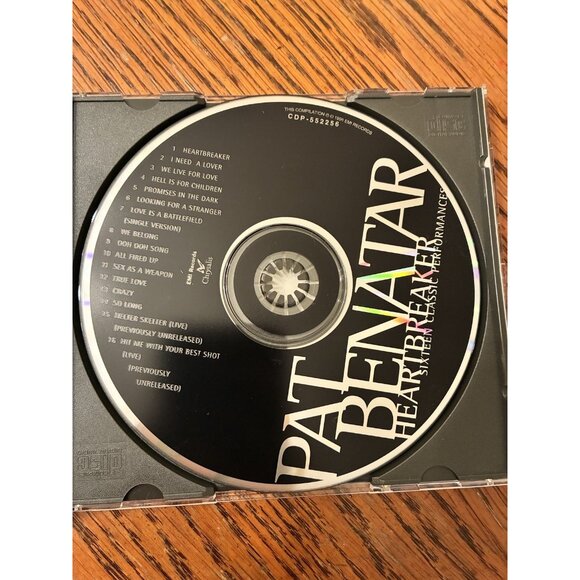 THIS COMPILATION ℗ © 1996 EMI RECORDS
CDP-552256
1 HEARTBREAKER
2 I NEED A LOVER
3 WE LIVE FOR LOVE
4 HELL IS FOR CHILDREN
5 PROMISES IN THE DARK
6 LOOKING FOR A STRANGER
7 LOVE IS A BATTLEFIELD
(SINGLE VERSION)
8 WE BELONG
9 OOH OOH SONG
10 ALL FIRED UP
11 SEX AS A WEAPON
12 TRUE LOVE
13 CRAZY
14 SO LONG
15 HELTER SKELTER (LIVE)
(PREVIOUSLY UNRELEASED)
16 HIT ME WITH YOUR BEST SHOT
(LIVE)
(PREVIOUSLY
UNRELEASED)
EMI Records
Chrysalis
PAT
BENATAR
HEARTBREAKER
SIXTEEN CLASSIC PERFORMANCES
disc
disc